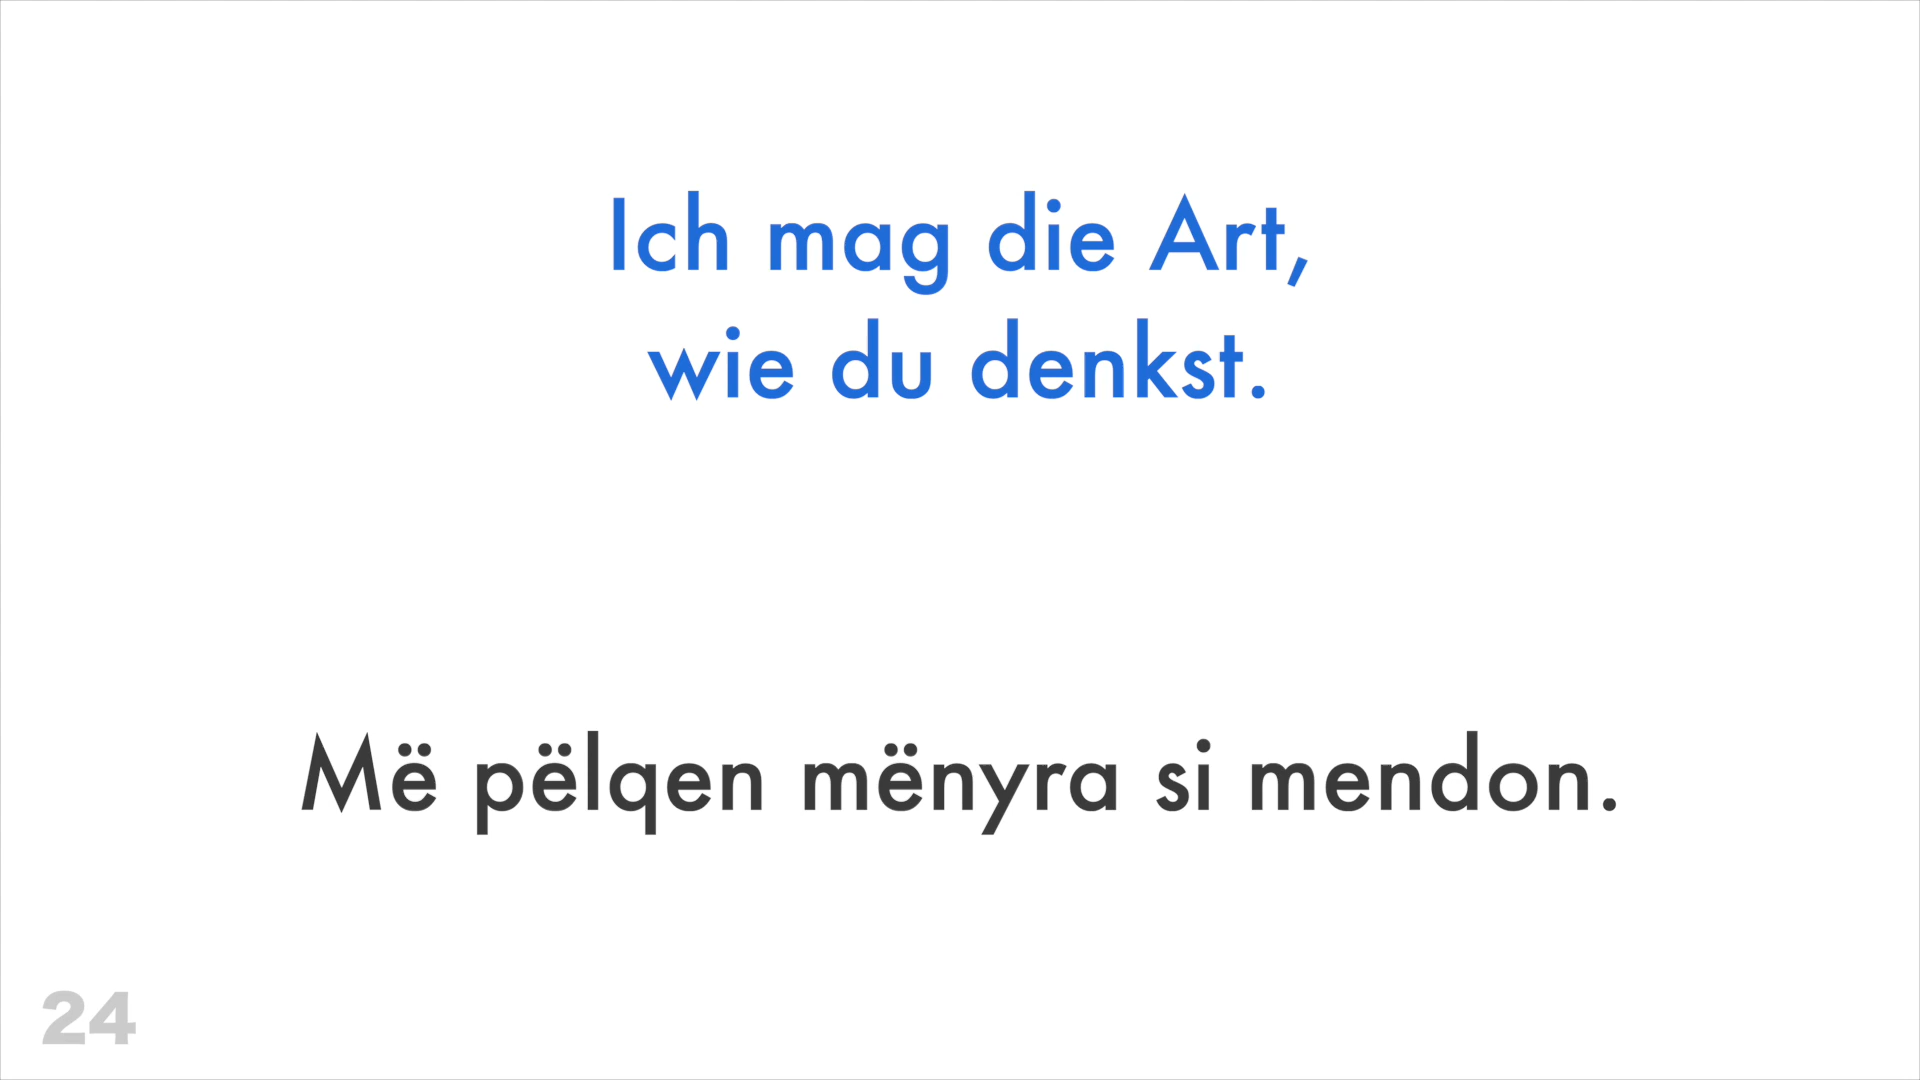 Ich mag die Art,
wie du denkst.
Më pëlqen mënyra si mendon.
24